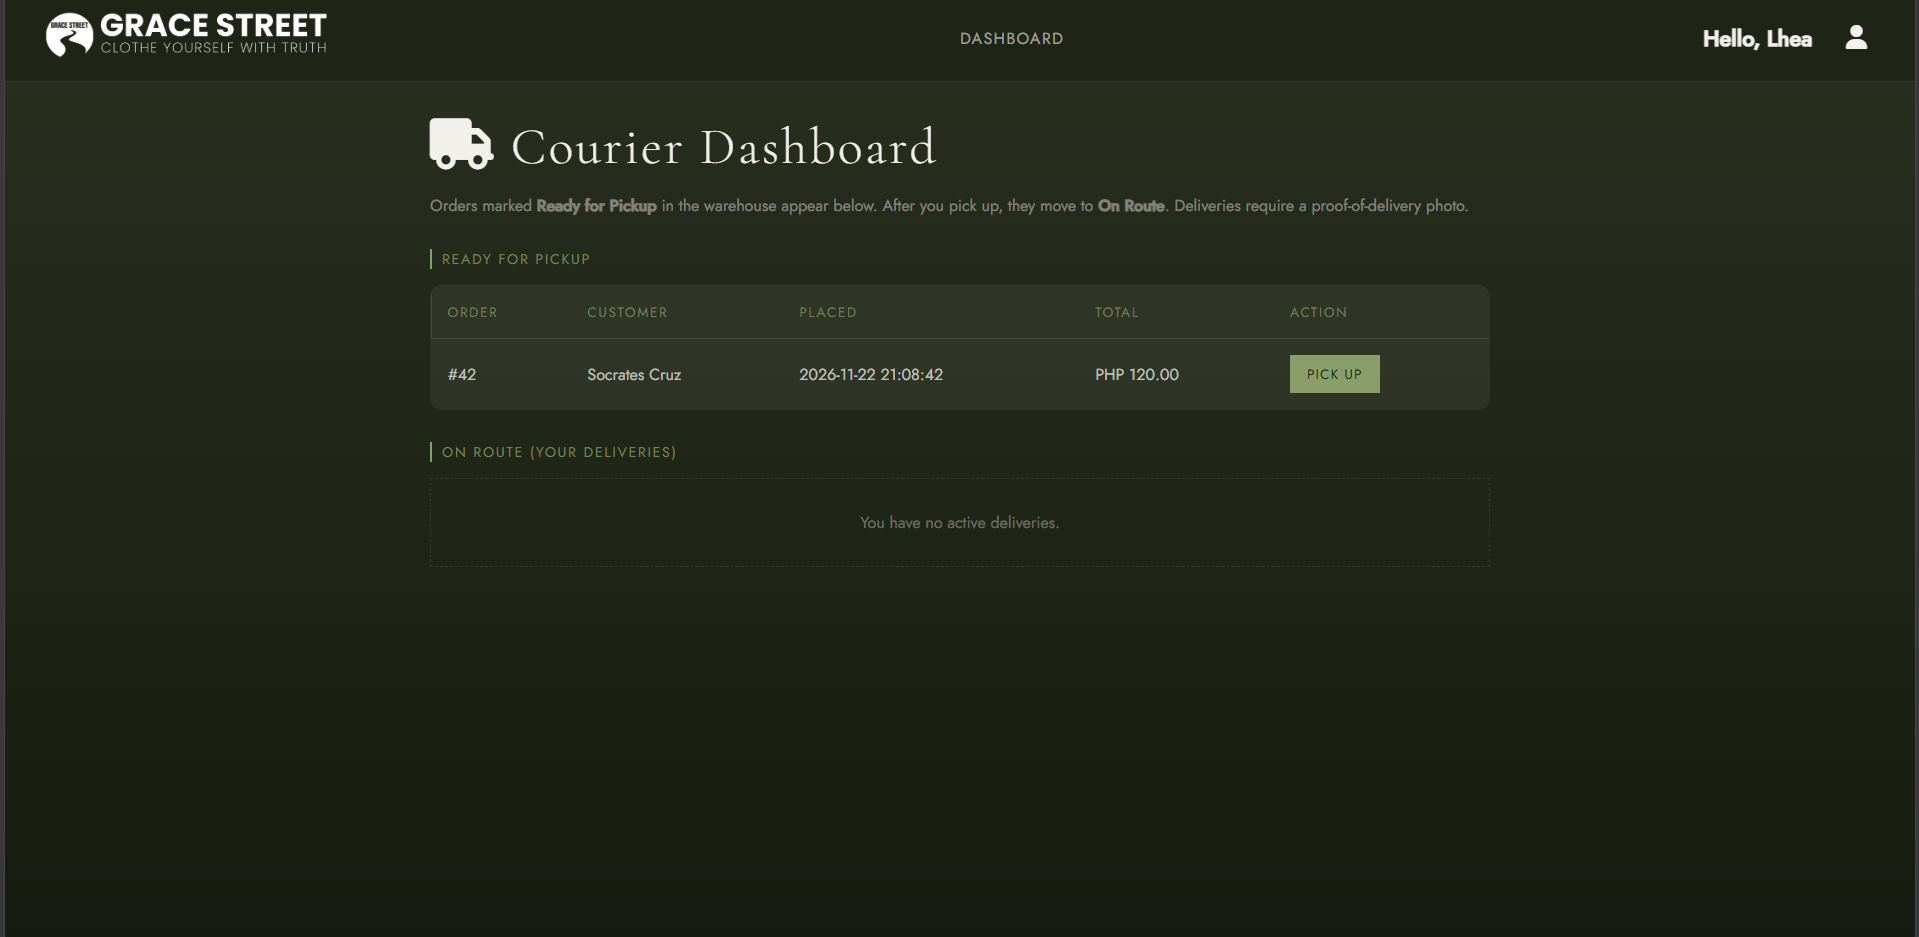 GRACE STREET
GRACE STREET
CLOTHE YOURSELF WITH TRUTH
DASHBOARD
Hello, Lhea
Courier Dashboard
Orders marked Ready for Pickup in the warehouse appear below. After you pick up, they move to On Route. Deliveries require a proof-of-delivery photo.
READY FOR PICKUP
ORDER CUSTOMER PLACED TOTAL ACTION
#42 Socrates Cruz 2026-11-22 21:08:42 PHP 120.00 PICK UP
ON ROUTE (YOUR DELIVERIES)
You have no active deliveries.